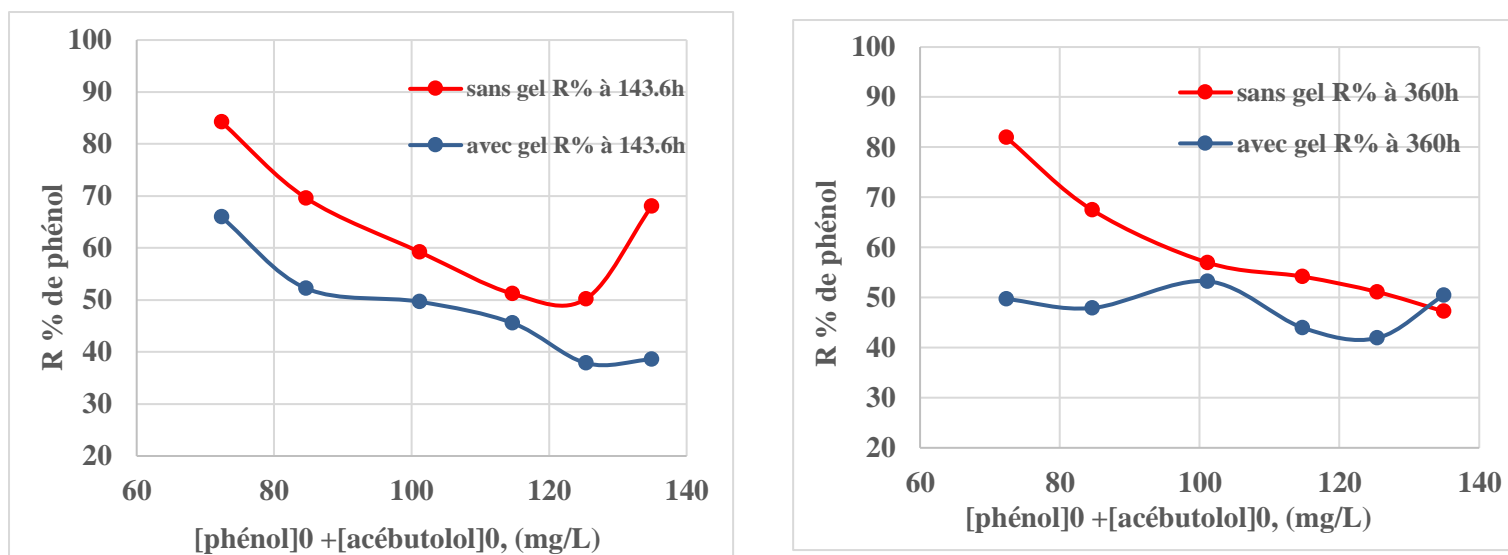 100
90
80
70
60
50
40
30
20
R % de phénol
sans gel R% à 143.6h
avec gel R% à 143.6h
60 80 100 120 140
[phénol]0 +[acébutolol]0, (mg/L)
100
90
80
70
60
50
40
30
20
R % de phénol
sans gel R% à 360h
avec gel R% à 360h
60 80 100 120 140
[phénol]0 +[acébutolol]0, (mg/L)